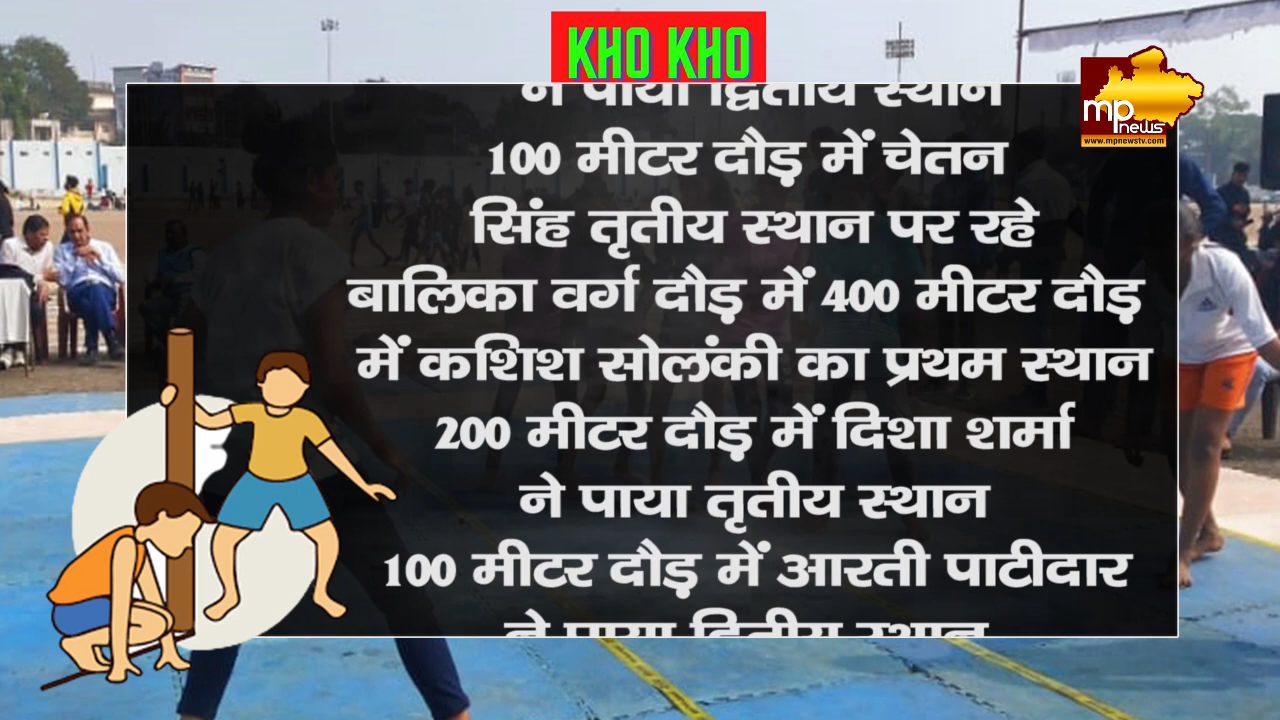 KHO KHO
ने पाया द्वितीय स्थान
100 मीटर दौड़ में चेतन
सिंह तृतीय स्थान पर रहे
बालिका वर्ग दौड़ में 400 मीटर दौड़
में कशिश सोलंकी का प्रथम स्थान
200 मीटर दौड़ में दिशा शर्मा
ने पाया तृतीय स्थान
100 मीटर दौड़ में आरती पाटीदार
ने पाया द्वितीय स्थान
mp news
www.mpnewstv.com